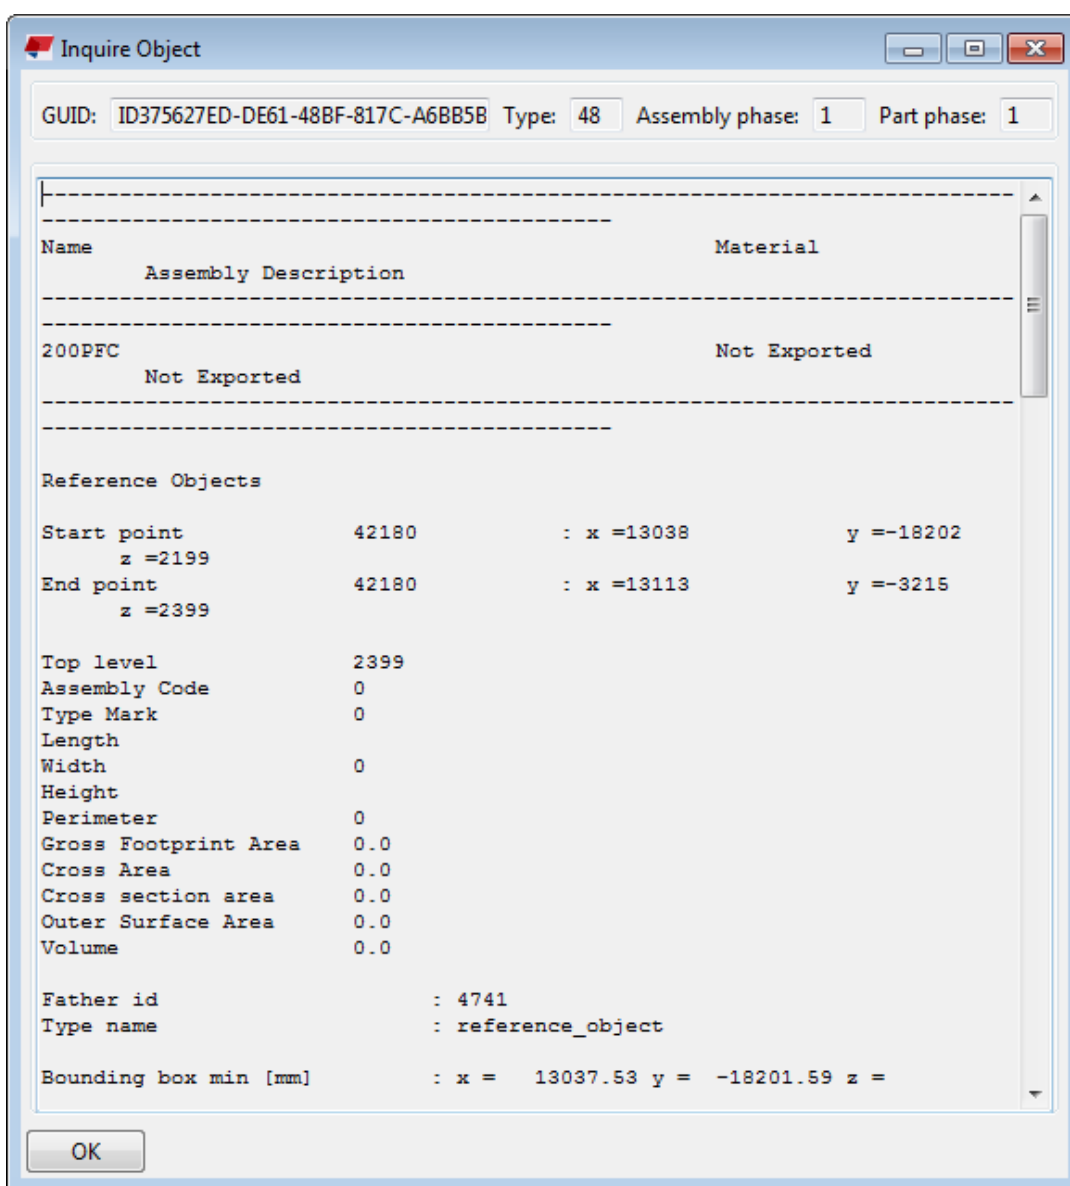 Inquire Object
GUID: ID375627ED-DE61-48BF-817C-A6BB5B Type: 48 Assembly phase: 1 Part phase: 1
---------------------------------------------------------------------------
--------------------------------------------
Name Material
Assembly Description
---------------------------------------------------------------------------
--------------------------------------------
200PFC Not Exported
Not Exported
---------------------------------------------------------------------------
--------------------------------------------
Reference Objects
Start point 42180 : x =13038 y =-18202
z =2199
End point 42180 : x =13113 y =-3215
z =2399
Top level 2399
Assembly Code 0
Type Mark 0
Length
Width 0
Height
Perimeter 0
Gross Footprint Area 0.0
Cross Area 0.0
Cross section area 0.0
Outer Surface Area 0.0
Volume 0.0
Father id : 4741
Type name : reference_object
Bounding box min [mm] : x = 13037.53 y = -18201.59 z =
OK